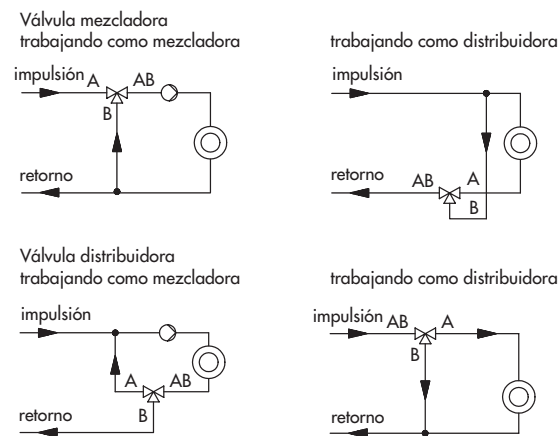 Válvula mezcladora
trabajando como mezcladora
impulsión
A
AB
B
retorno
trabajando como distribuidora
impulsión
retorno
AB
A
B
Válvula distribuidora
trabajando como mezcladora
impulsión
A
AB
B
retorno
trabajando como distribuidora
impulsión
AB
A
B
retorno